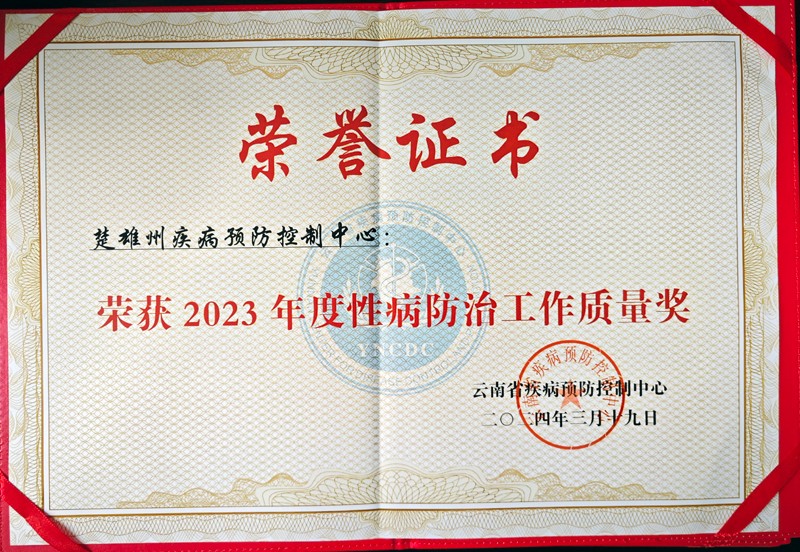 荣誉证书
楚雄州疾病预防控制中心：
荣获 2023 年度性病防治工作质量奖
YNCDC
云南省疾病预防控制中心
二〇二四年三月十九日